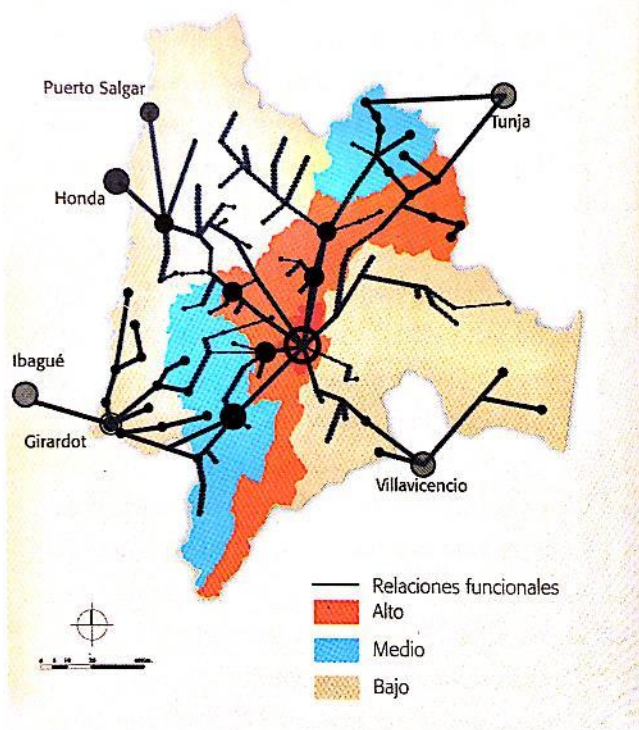 Puerto Salgar
Tunja
Honda
Ibagué
Girardot
Villavicencio
Relaciones funcionales
Alto
Medio
Bajo